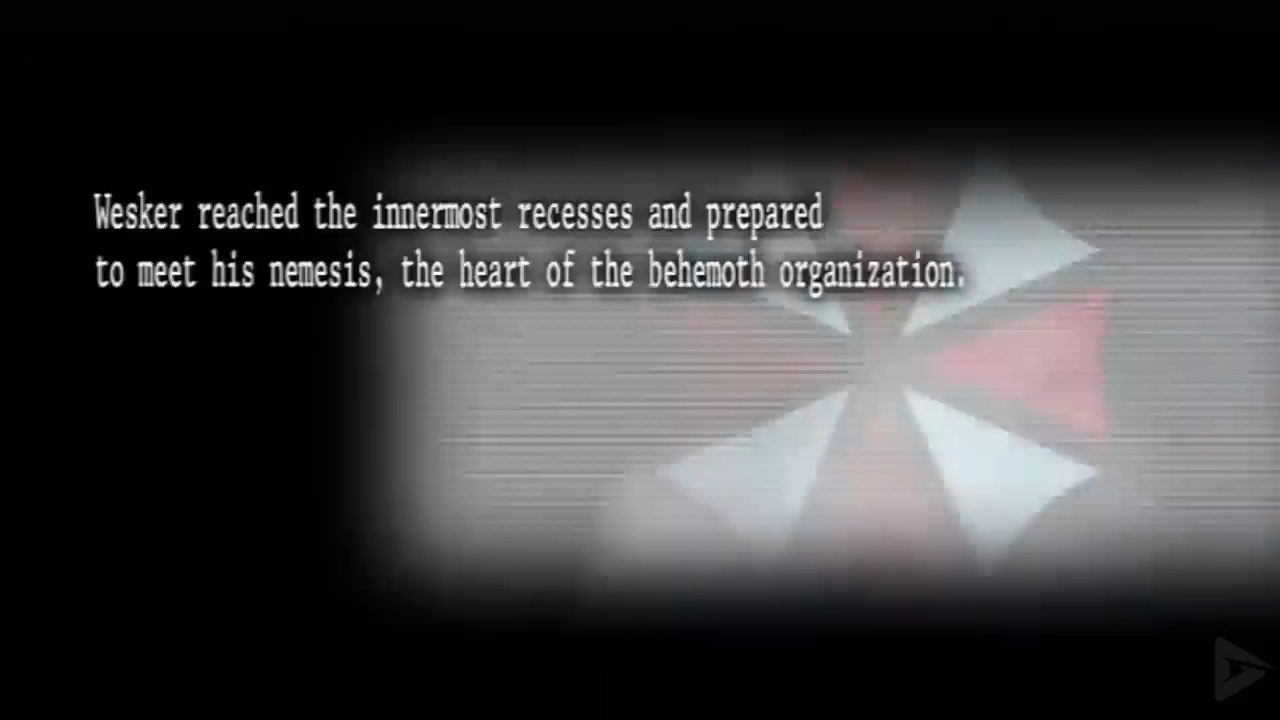 Wesker reached the innermost recesses and prepared
to meet his nemesis, the heart of the behemoth organization.